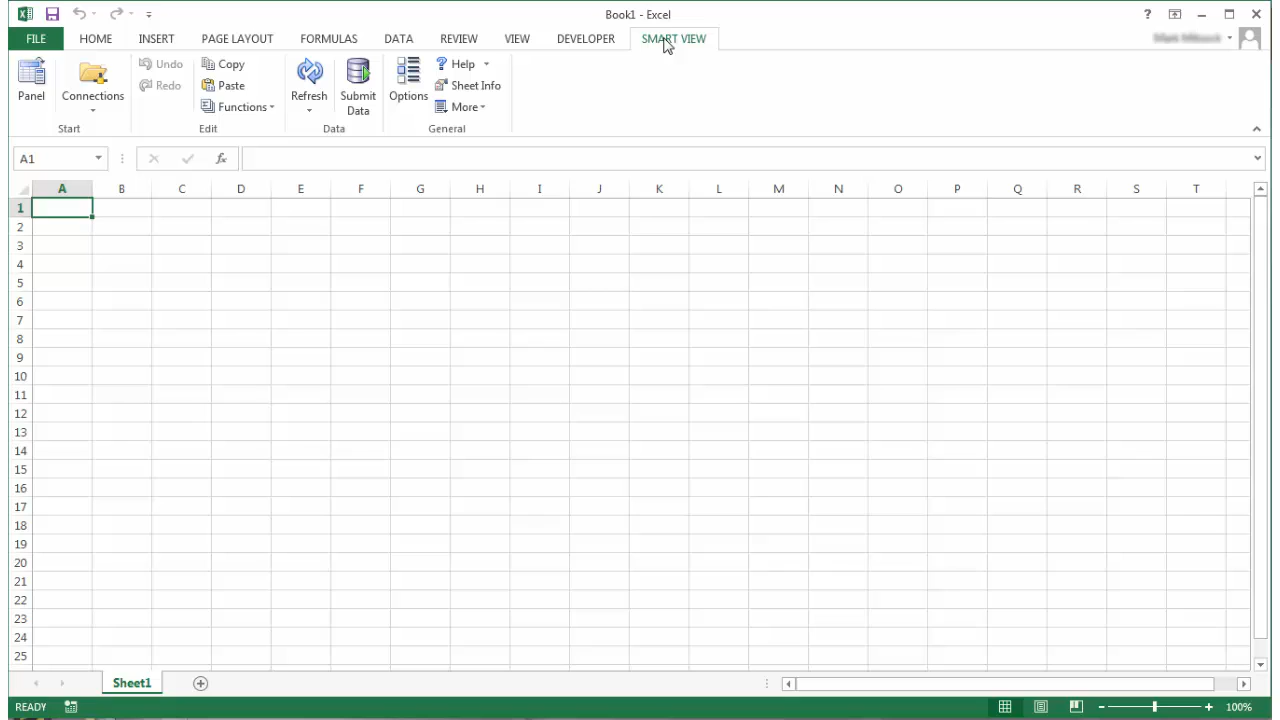 Book1 - Excel
FILE HOME INSERT PAGE LAYOUT FORMULAS DATA REVIEW VIEW DEVELOPER SMART VIEW
Panel
Connections
Start
Undo
Redo
Copy
Paste
Functions
Edit
Refresh
Submit
Data
Data
Options
Help
Sheet Info
More
General
A1
fx
A B C D E F G H I J K L M N O P Q R S T
1
2
3
4
5
6
7
8
9
10
11
12
13
14
15
16
17
18
19
20
21
22
23
24
25
Sheet1
READY
100%